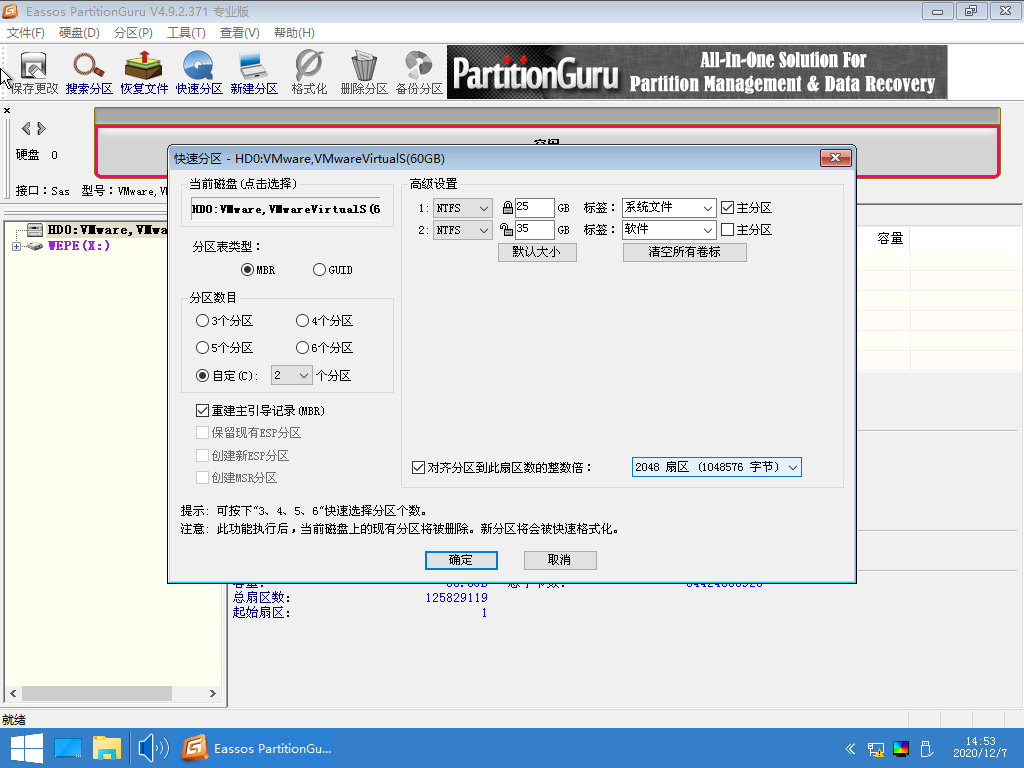 Eassos PartitionGuru V4.9.2.371 专业版
文件(F) 硬盘(D) 分区(P) 工具(T) 查看(V) 帮助(H)
保存更改 搜索分区 恢复文件 快速分区 新建分区 格式化 删除分区 备份分区
PartitionGuru
All-In-One Solution For
Partition Management & Data Recovery
硬盘 0
接口:Sas 型号:VMware,VM
HD0:VMware,VMwa
WEPE(X:)
容量
快速分区 - HD0:VMware,VMwareVirtualS(60GB)
当前磁盘(点击选择)
HD0:VMware,VMwareVirtualS(6
分区表类型:
MBR GUID
分区数目
3个分区 4个分区
5个分区 6个分区
自定(C): 2 个分区
重建主引导记录(MBR)
保留现有ESP分区
创建新ESP分区
创建MSR分区
高级设置
1: NTFS 25 GB 标签: 系统文件 主分区
2: NTFS 35 GB 标签: 软件 主分区
默认大小 清空所有卷标
对齐分区到此扇区数的整数倍: 2048 扇区 (1048576 字节)
提示: 可按下"3、4、5、6"快速选择分区个数。
注意: 此功能执行后,当前磁盘上的现有分区将被删除。新分区将会被快速格式化。
确定 取消
总扇区数: 125829119
起始扇区: 1
就绪
Eassos PartitionGu...
14:53
2020/12/7